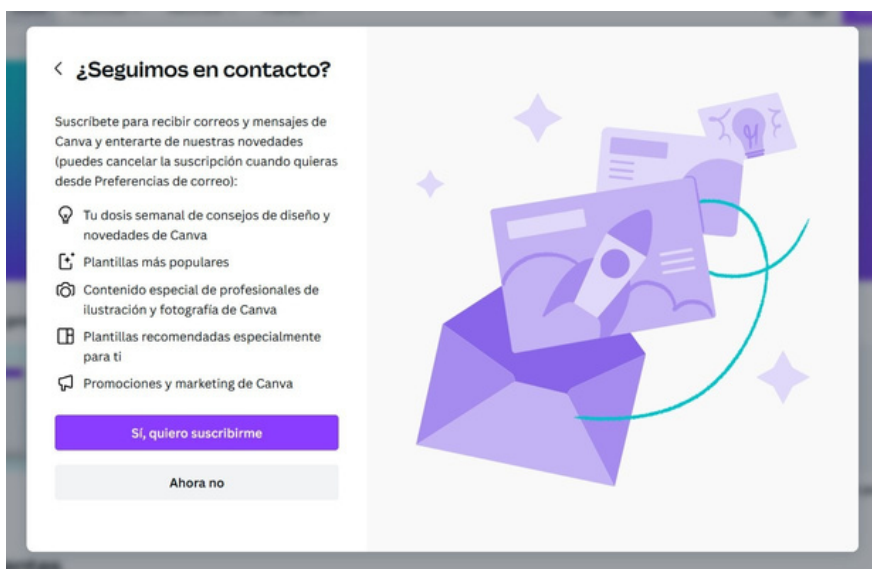 ¿Seguimos en contacto?
Suscríbete para recibir correos y mensajes de
Canva y enterarte de nuestras novedades
(puedes cancelar la suscripción cuando quieras
desde Preferencias de correo):
Tu dosis semanal de consejos de diseño y
novedades de Canva
Plantillas más populares
Contenido especial de profesionales de
ilustración y fotografía de Canva
Plantillas recomendadas especialmente
para ti
Promociones y marketing de Canva
Sí, quiero suscribirme
Ahora no